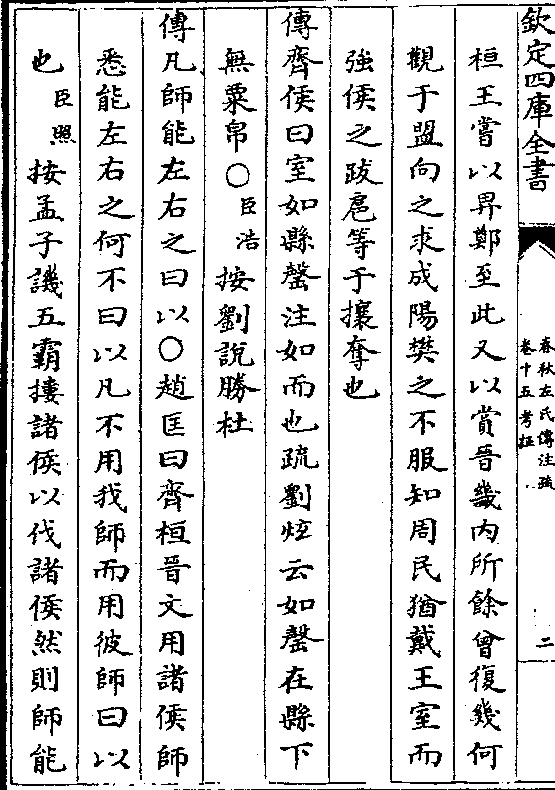 欽定四庫全書
春秋左氏傳注疏
卷十五考証
二
桓王嘗以畀鄭至此又以賞晉畿内所餘曾復幾何
觀于盟向之求成陽樊之不服知周民猶戴王室而
強侯之跋扈等于攘奪也
傳齊侯曰室如縣罄注如而也疏劉炫云如罄在縣下
無粟帛○臣浩按劉說勝杜
傳凡師能左右之曰以○趙匡曰齊桓晉文用諸侯師
悉能左右之何不曰以凡不用我師而用彼師曰以
也臣照按孟子譏五霸摟諸侯以伐諸侯然則師能